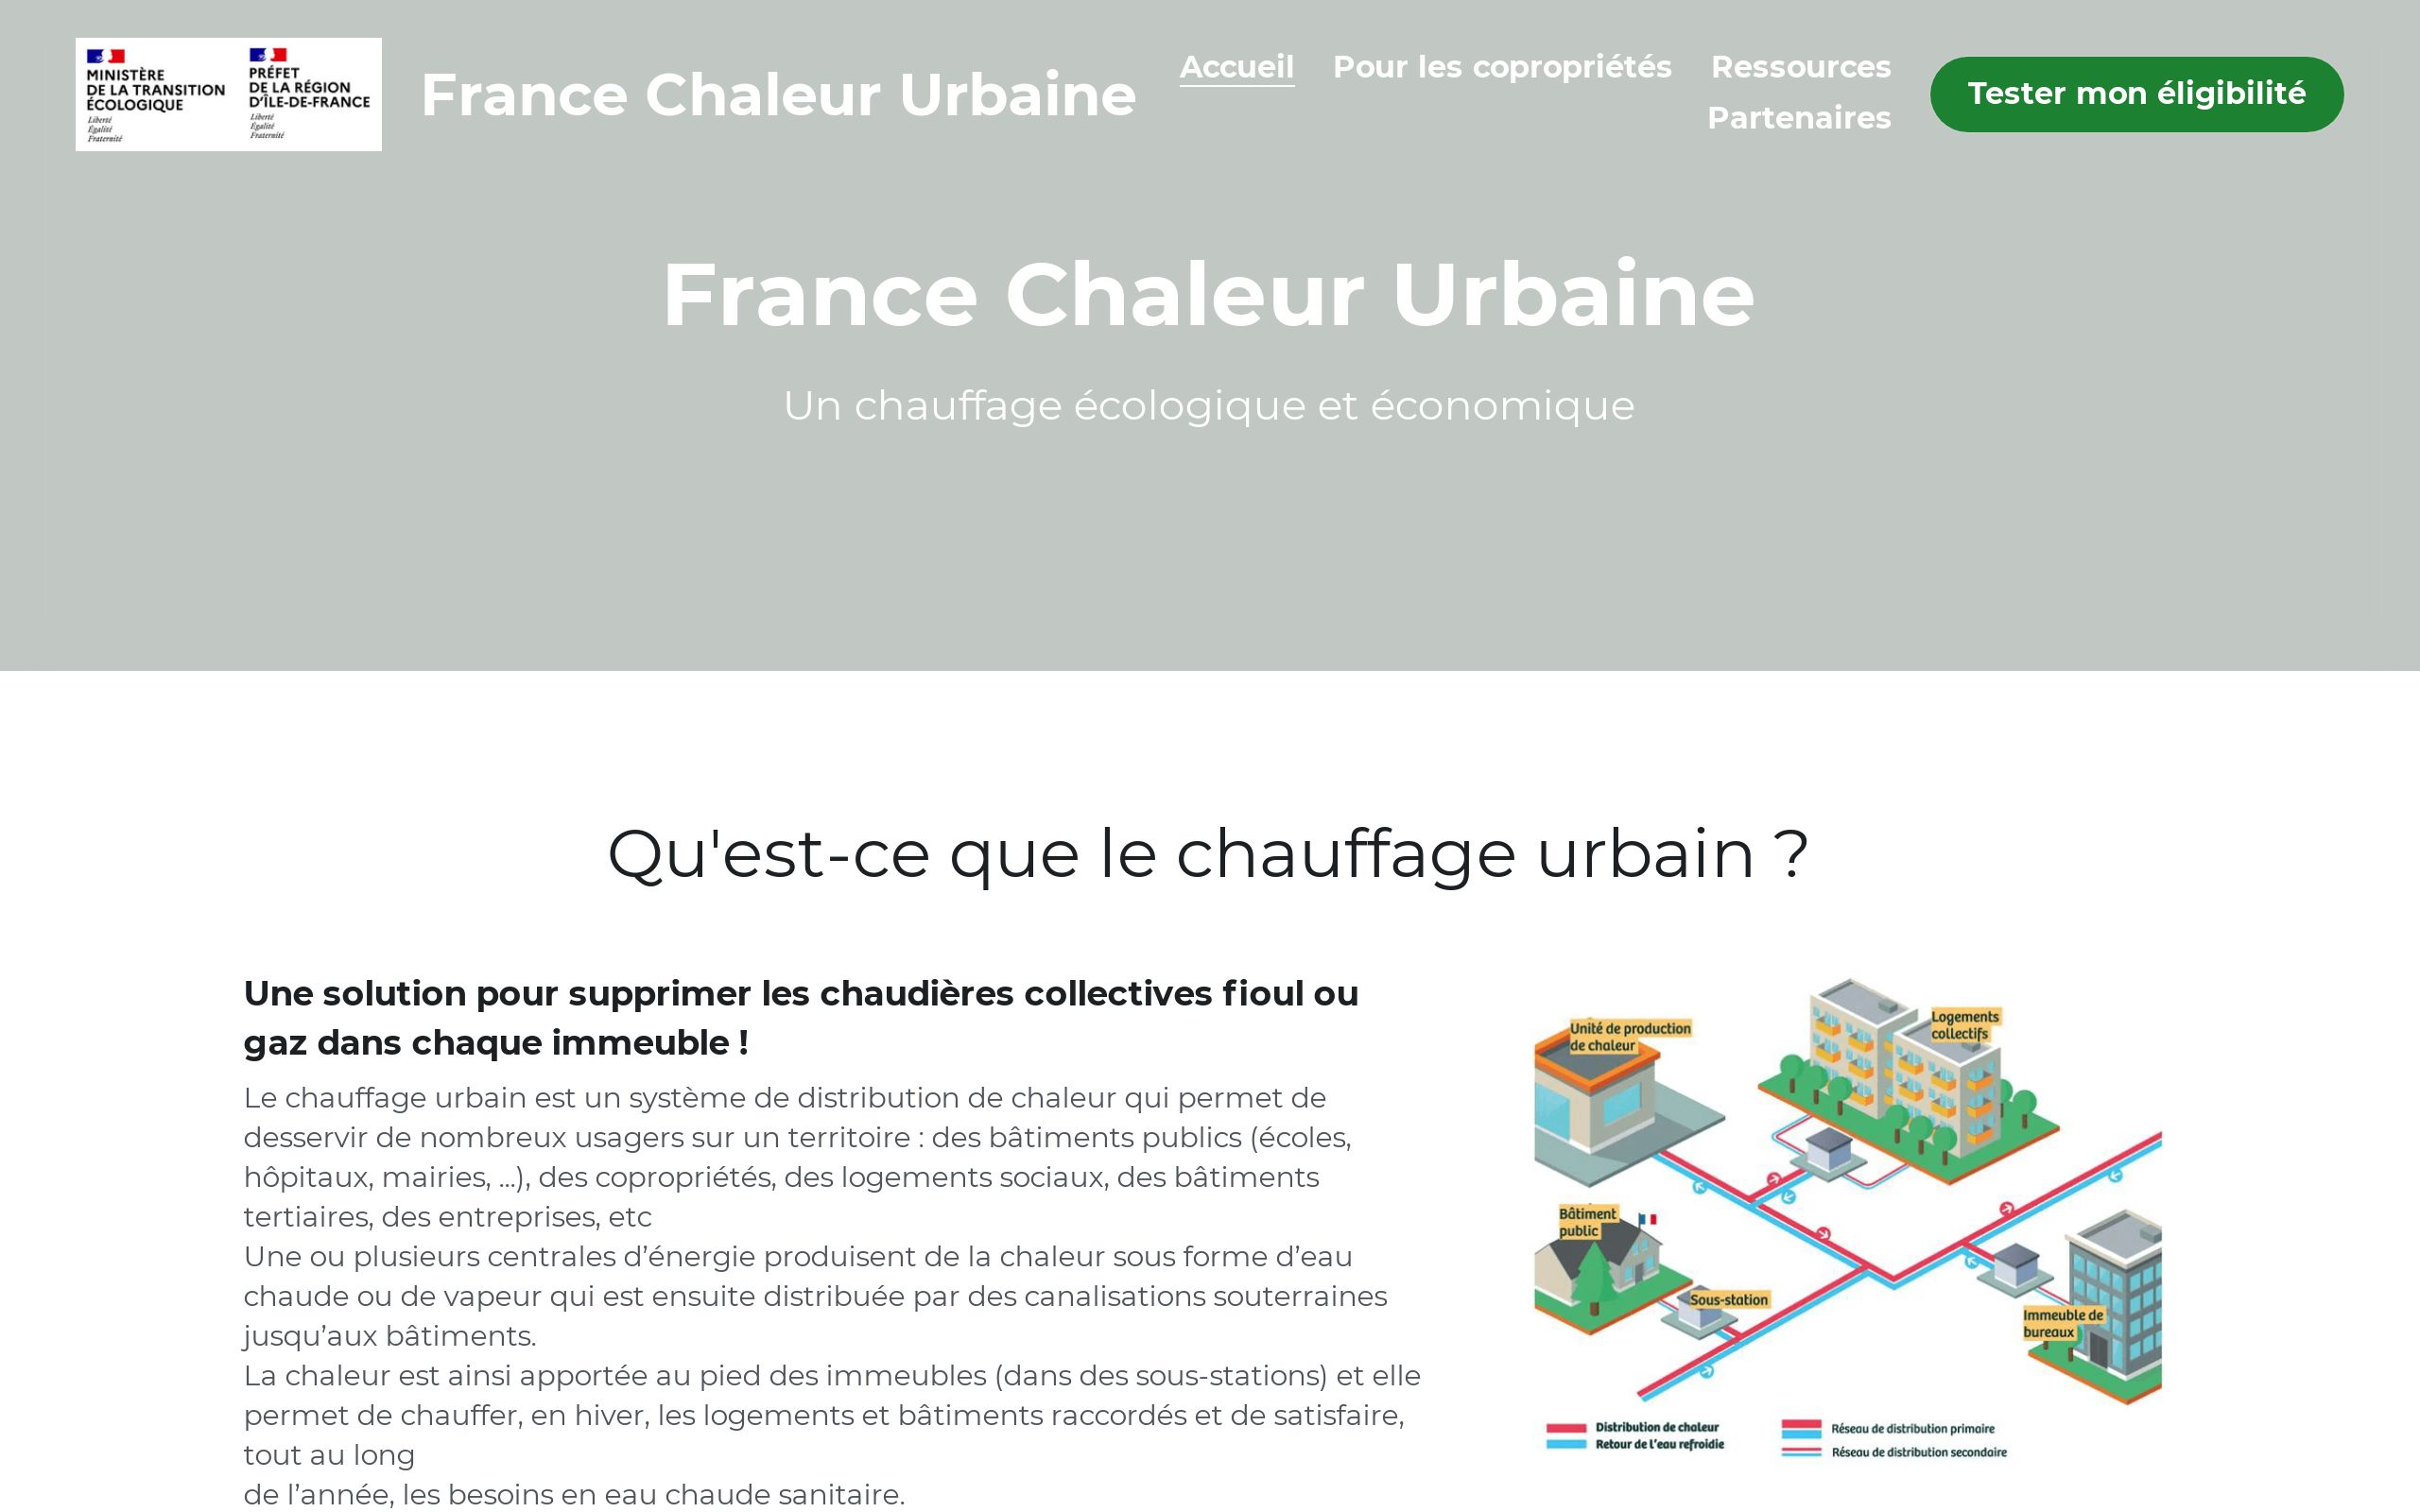 MINISTÈRE
DE LA TRANSITION
ÉCOLOGIQUE
Liberté
Égalité
Fraternité
PRÉFET
DE LA RÉGION
D'ÎLE-DE-FRANCE
Liberté
Égalité
Fraternité
France Chaleur Urbaine
Accueil
Pour les copropriétés
Ressources
Partenaires
Tester mon éligibilité
France Chaleur Urbaine
Un chauffage écologique et économique
Qu'est-ce que le chauffage urbain ?
Une solution pour supprimer les chaudières collectives fioul ou
gaz dans chaque immeuble !
Le chauffage urbain est un système de distribution de chaleur qui permet de
desservir de nombreux usagers sur un territoire : des bâtiments publics (écoles,
hôpitaux, mairies, ...), des copropriétés, des logements sociaux, des bâtiments
tertiaires, des entreprises, etc
Une ou plusieurs centrales d’énergie produisent de la chaleur sous forme d’eau
chaude ou de vapeur qui est ensuite distribuée par des canalisations souterraines
jusqu’aux bâtiments.
La chaleur est ainsi apportée au pied des immeubles (dans des sous-stations) et elle
permet de chauffer, en hiver, les logements et bâtiments raccordés et de satisfaire,
tout au long
de l’année, les besoins en eau chaude sanitaire.
Unité de production
de chaleur
Logements
collectifs
Bâtiment
public
Sous-station
Immeuble de
bureaux
Distribution de chaleur
Retour de l’eau refroidie
Réseau de distribution primaire
Réseau de distribution secondaire